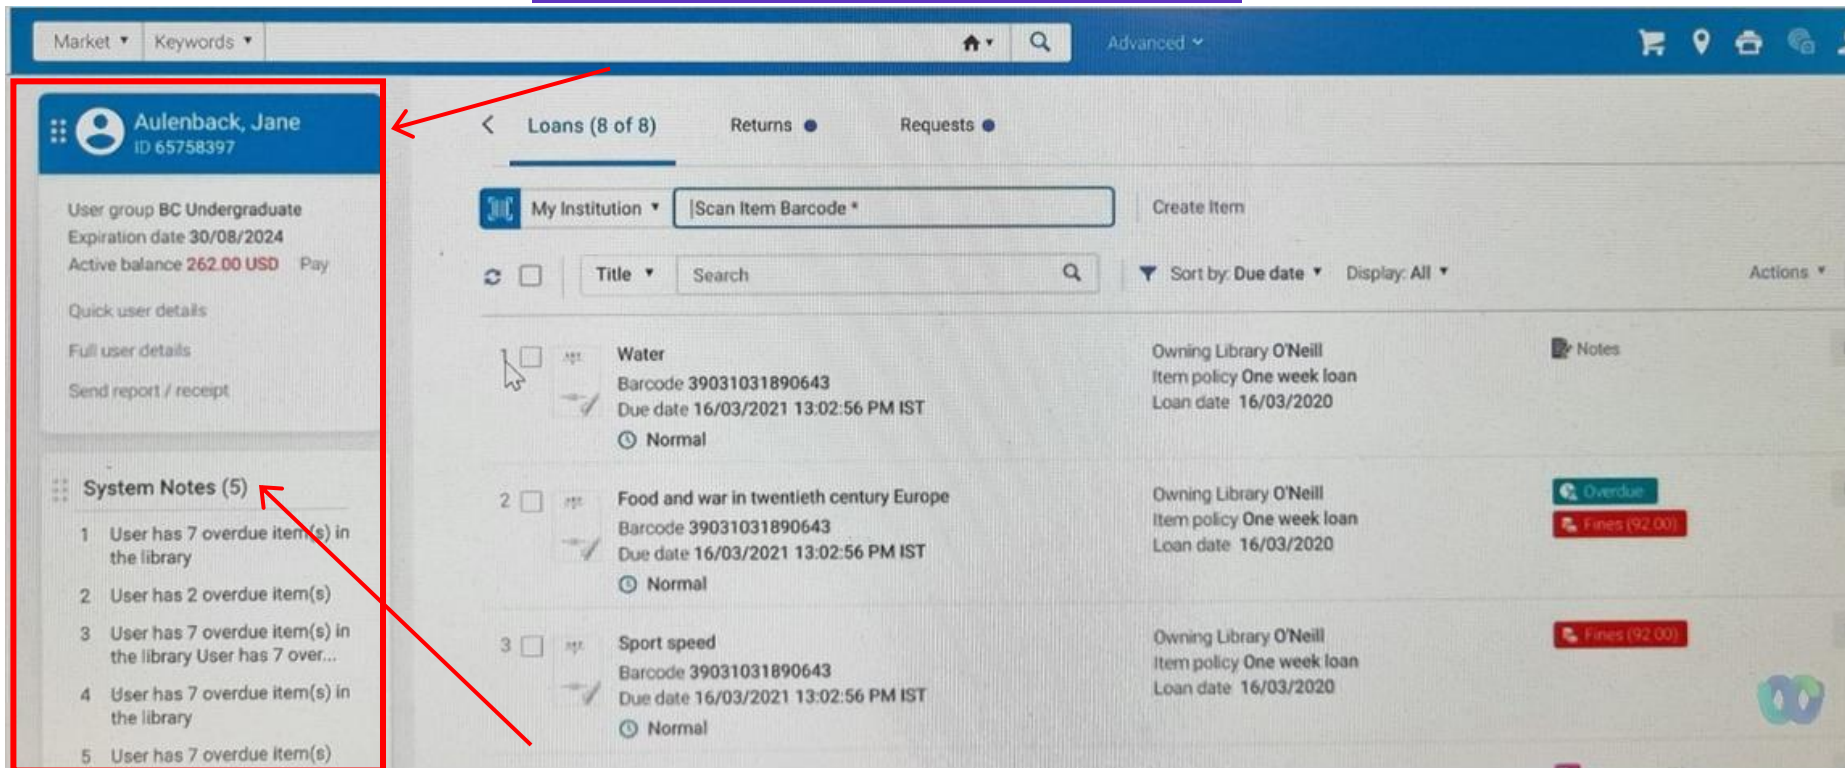 Market Keywords Advanced
Aulenback, Jane
ID 65758397
User group BC Undergraduate
Expiration date 30/08/2024
Active balance 262.00 USD Pay
Quick user details
Full user details
Send report / receipt
System Notes (5)
1 User has 7 overdue item(s) in
the library
2 User has 2 overdue item(s)
3 User has 7 overdue item(s) in
the library User has 7 over...
4 User has 7 overdue item(s) in
the library
5 User has 7 overdue item(s)
Loans (8 of 8) Returns Requests
My Institution Scan Item Barcode * Create Item
Title Search Sort by: Due date Display: All Actions
1 Water
Barcode 39031031890643
Due date 16/03/2021 13:02:56 PM IST
Normal
Owning Library O'Neill
Item policy One week loan
Loan date 16/03/2020
Notes
2 Food and war in twentieth century Europe
Barcode 39031031890643
Due date 16/03/2021 13:02:56 PM IST
Normal
Owning Library O'Neill
Item policy One week loan
Loan date 16/03/2020
Overdue
Fines (92.00)
3 Sport speed
Barcode 39031031890643
Due date 16/03/2021 13:02:56 PM IST
Normal
Owning Library O'Neill
Item policy One week loan
Loan date 16/03/2020
Fines (92.00)